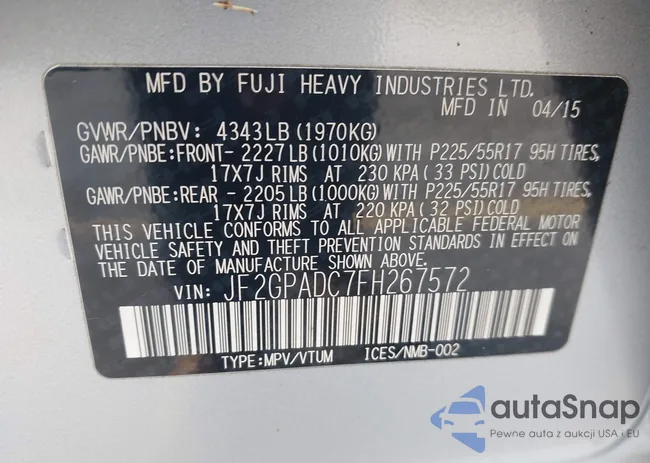 MFD BY FUJI HEAVY INDUSTRIES LTD.
MFD IN 04/15
GVWR/PNBV: 4343LB (1970KG)
GAWR/PNBE:FRONT-2227LB(1010KG)WITH P225/55R17 95H TIRES,
17X7J RIMS AT 230 KPA ( 33 PSI) COLD
GAWR/PNBE:REAR -2205LB(1000KG)WITH P225/55R17 95H TIRES,
17X7J RIMS AT 220 KPA ( 32 PSI)COLD
THIS VEHICLE CONFORMS TO ALL APPLICABLE FEDERAL MOTOR
VEHICLE SAFETY AND THEFT PREVENTION STANDARDS IN EFFECT ON
THE DATE OF MANUFACTURE SHOWN ABOVE.
VIN: JF2GPADC7FH267572
TYPE:MPV/VTUM ICES/NMB-002
autaSnap
Pewne auta z aukcji USA i EU